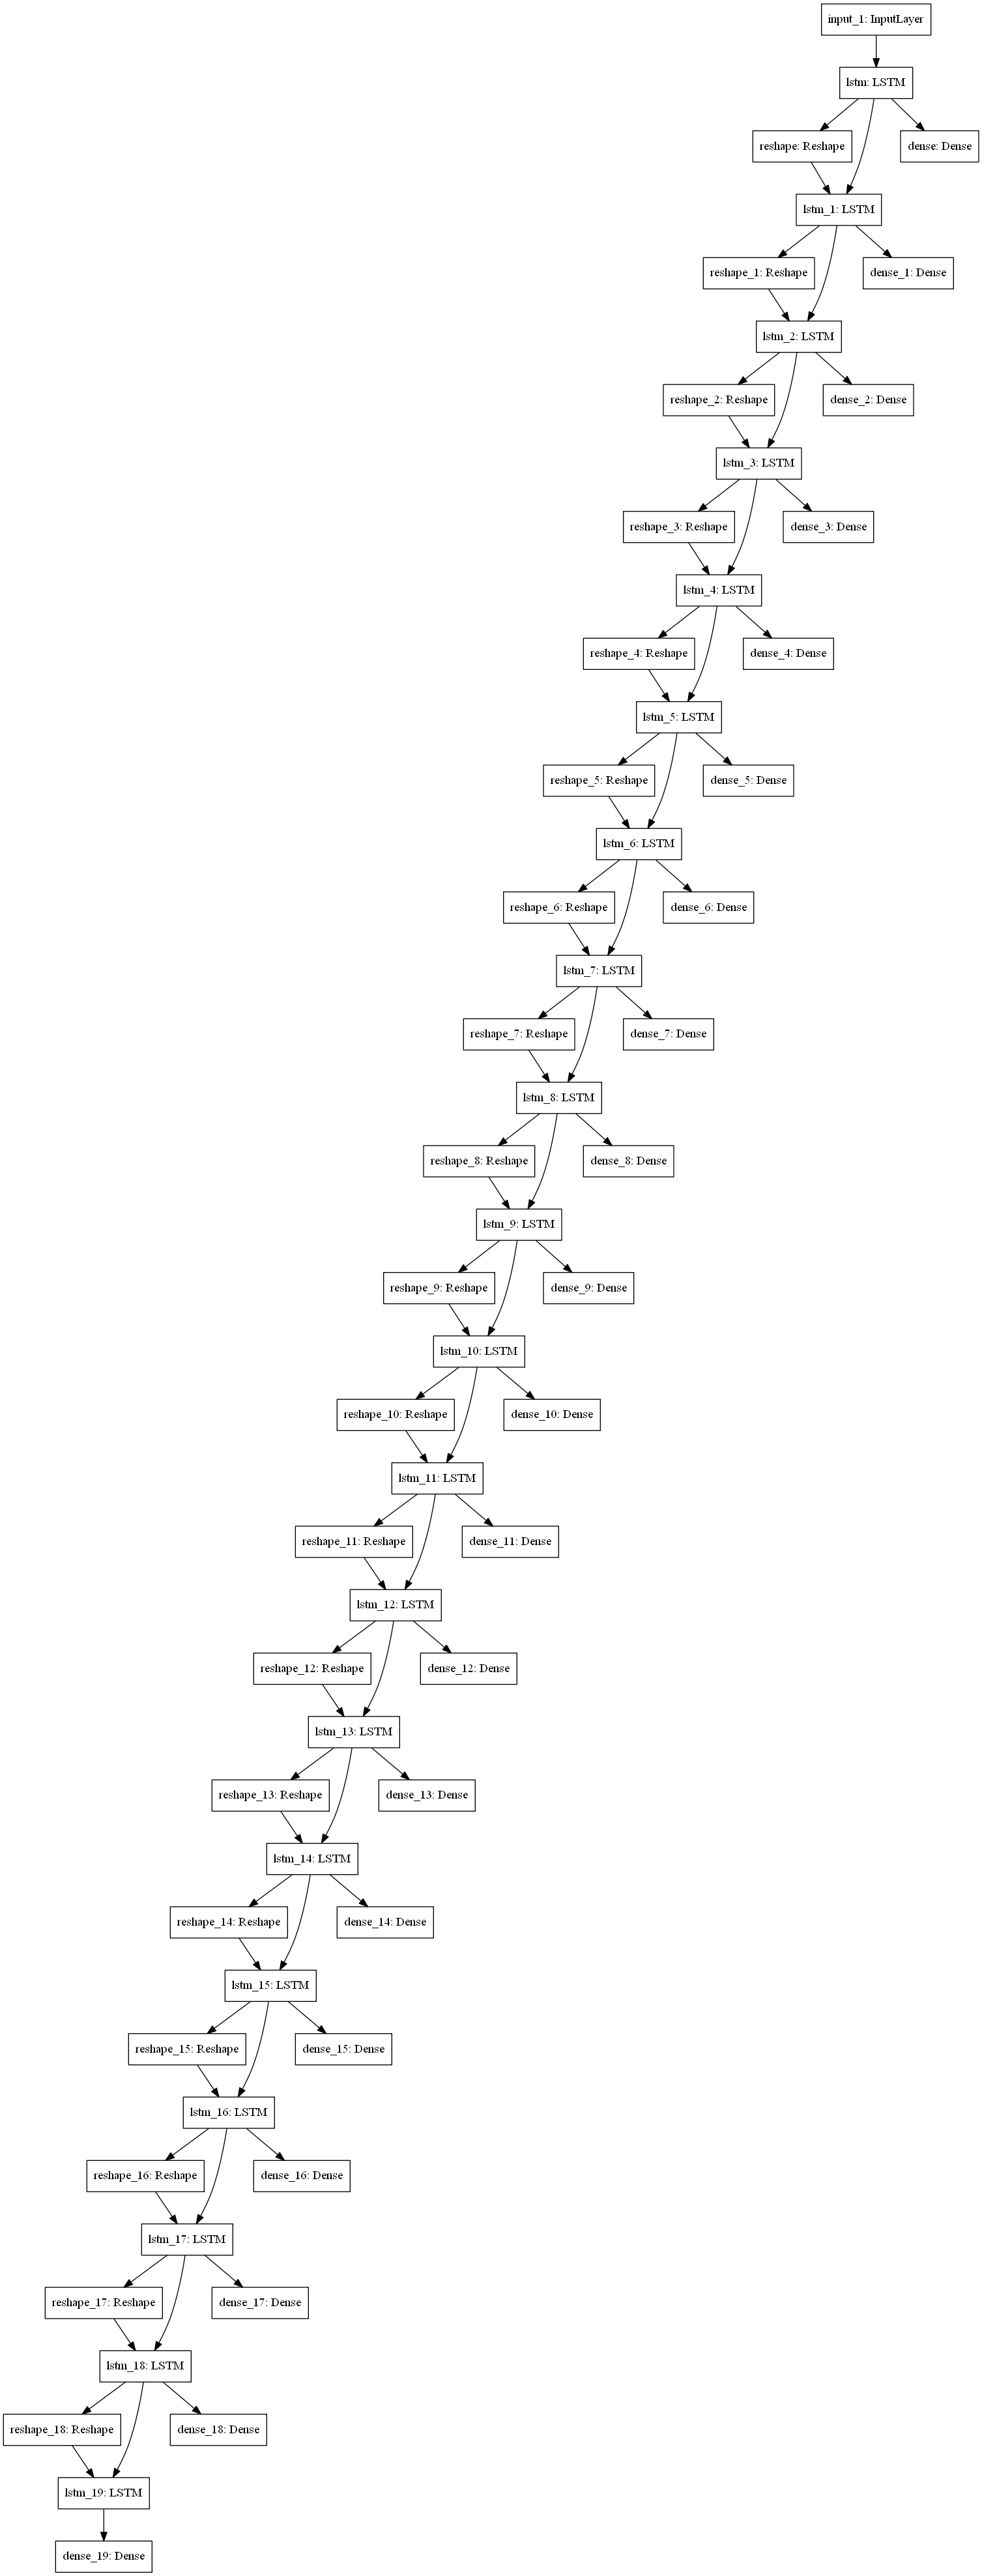 input_1: InputLayer
lstm: LSTM
reshape: Reshape
dense: Dense
lstm_1: LSTM
reshape_1: Reshape
dense_1: Dense
lstm_2: LSTM
reshape_2: Reshape
dense_2: Dense
lstm_3: LSTM
reshape_3: Reshape
dense_3: Dense
lstm_4: LSTM
reshape_4: Reshape
dense_4: Dense
lstm_5: LSTM
reshape_5: Reshape
dense_5: Dense
lstm_6: LSTM
reshape_6: Reshape
dense_6: Dense
lstm_7: LSTM
reshape_7: Reshape
dense_7: Dense
lstm_8: LSTM
reshape_8: Reshape
dense_8: Dense
lstm_9: LSTM
reshape_9: Reshape
dense_9: Dense
lstm_10: LSTM
reshape_10: Reshape
dense_10: Dense
lstm_11: LSTM
reshape_11: Reshape
dense_11: Dense
lstm_12: LSTM
reshape_12: Reshape
dense_12: Dense
lstm_13: LSTM
reshape_13: Reshape
dense_13: Dense
lstm_14: LSTM
reshape_14: Reshape
dense_14: Dense
lstm_15: LSTM
reshape_15: Reshape
dense_15: Dense
lstm_16: LSTM
reshape_16: Reshape
dense_16: Dense
lstm_17: LSTM
reshape_17: Reshape
dense_17: Dense
lstm_18: LSTM
reshape_18: Reshape
dense_18: Dense
lstm_19: LSTM
dense_19: Dense